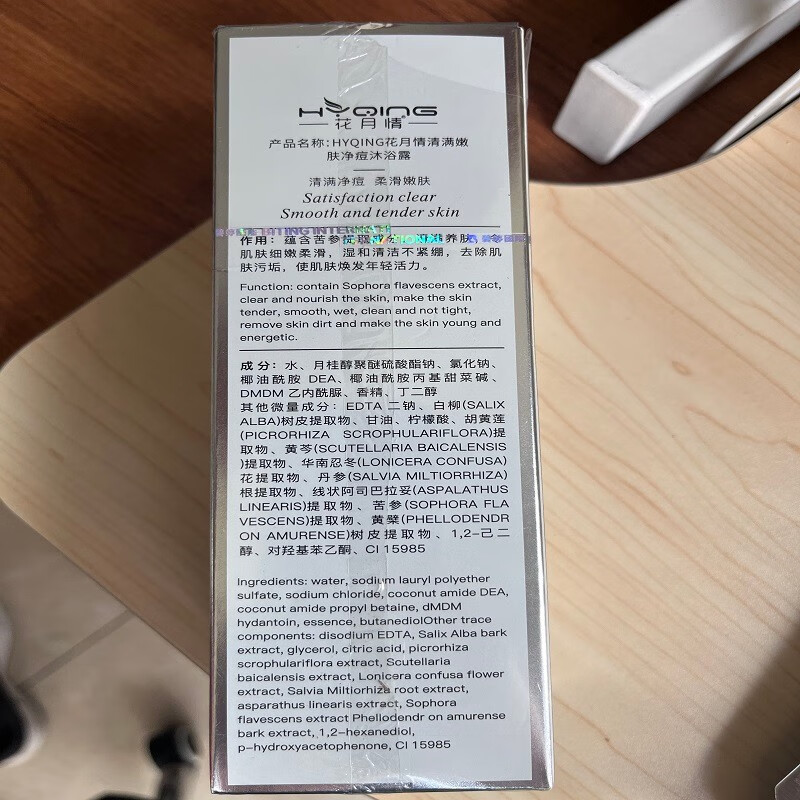 HYQING
花月情
产品名称：HYQING花月情清满嫩
肤净痘沐浴露
清满净痘 柔滑嫩肤
Satisfaction clear
Smooth and tender skin
作用：蕴含苦参提取
肌肤细嫩柔滑，湿和清洁不紧绷，去除肌
肤污垢，使肌肤焕发年轻活力。
Function: contain Sophora flavescens extract,
clear and nourish the skin, make the skin
tender, smooth, wet, clean and not tight,
remove skin dirt and make the skin young and
energetic.
成分：水、月桂醇聚醚硫酸酯钠、氯化钠、
椰油酰胺 DEA、椰油酰胺丙基甜菜碱、
DMDM 乙内酰脲、香精、丁二醇
其他微量成分：EDTA 二钠、白柳(SALIX
ALBA)树皮提取物、甘油、柠檬酸、胡黄莲
(PICRORHIZA SCROPHULARIFLORA)提
取物、黄芩(SCUTELLARIA BAICALENSIS
)提取物、华南忍冬(LONICERA CONFUSA)
花提取物、丹参(SALVIA MILTIORRHIZA)
根提取物、线状阿司巴拉妥(ASPALATHUS
LINEARIS)提取物、苦参(SOPHORA FLA
VESCENS)提取物、黄檗(PHELLODENDR
ON AMURENSE)树皮提取物、1,2-己二
醇、对羟基苯乙酮、CI 15985
Ingredients: water, sodium lauryl polyether
sulfate, sodium chloride, coconut amide DEA,
coconut amide propyl betaine, dMDM
hydantoin, essence, butanediolOther trace
components: disodium EDTA, Salix Alba bark
extract, glycerol, citric acid, picrorhiza
scrophulariflora extract, Scutellaria
baicalensis extract, Lonicera confusa flower
extract, Salvia Miltiorrhiza root extract,
asparathus linearis extract, Sophora
flavescens extract Phellodendr on amurense
bark extract, 1,2-hexanediol,
p-hydroxyacetophenone, CI 15985